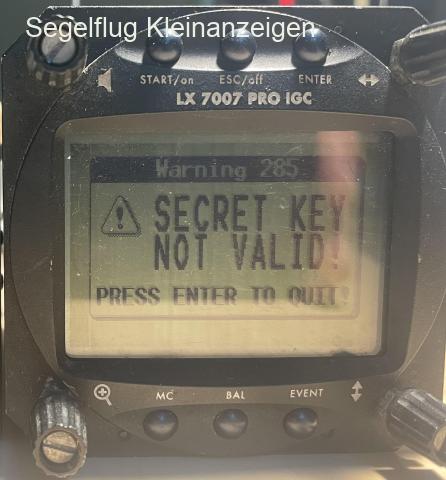 Segelflug Kleinanzeigen
START/on ESC/off ENTER
LX 7007 PRO IGC
Warning 285
SECRET KEY
NOT VALID!
PRESS ENTER TO QUIT!
MC BAL EVENT